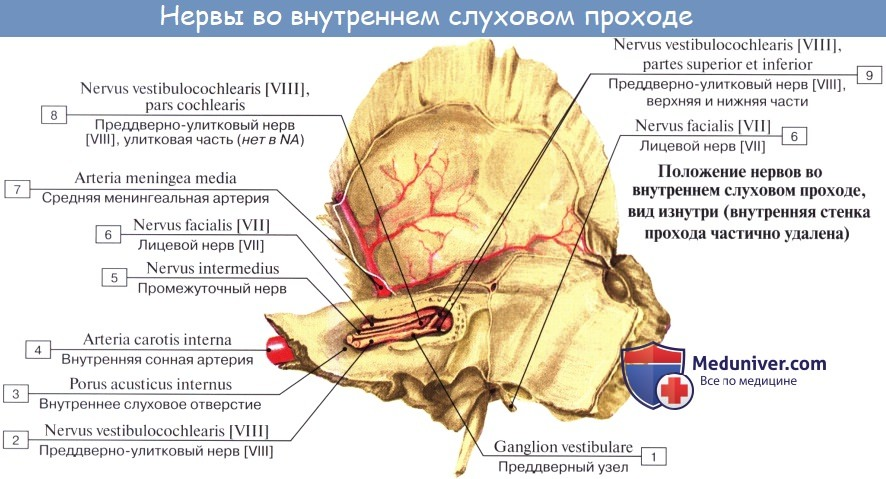 Нервы во внутреннем слуховом проходе
Nervus vestibulocochlearis [VIII],
pars cochlearis
8
Преддверно-улитковый нерв
[VIII], улитковая часть (нет в NA)
Arteria meningea media
7
Средняя менингеальная артерия
Nervus facialis [VII]
6
Лицевой нерв [VII]
Nervus intermedius
5
Промежуточный нерв
Arteria carotis interna
4
Внутренняя сонная артерия
Porus acusticus internus
3
Внутреннее слуховое отверстие
Nervus vestibulocochlearis [VIII]
2
Преддверно-улитковый нерв [VIII]
Nervus vestibulocochlearis [VIII],
partes superior et inferior
9
Преддверно-улитковый нерв [VIII],
верхняя и нижняя части
Nervus facialis [VII]
6
Лицевой нерв [VII]
Положение нервов во
внутреннем слуховом проходе,
вид изнутри (внутренняя стенка
прохода частично удалена)
Meduniver.com
Все по медицине
Ganglion vestibulare
1
Преддверный узел